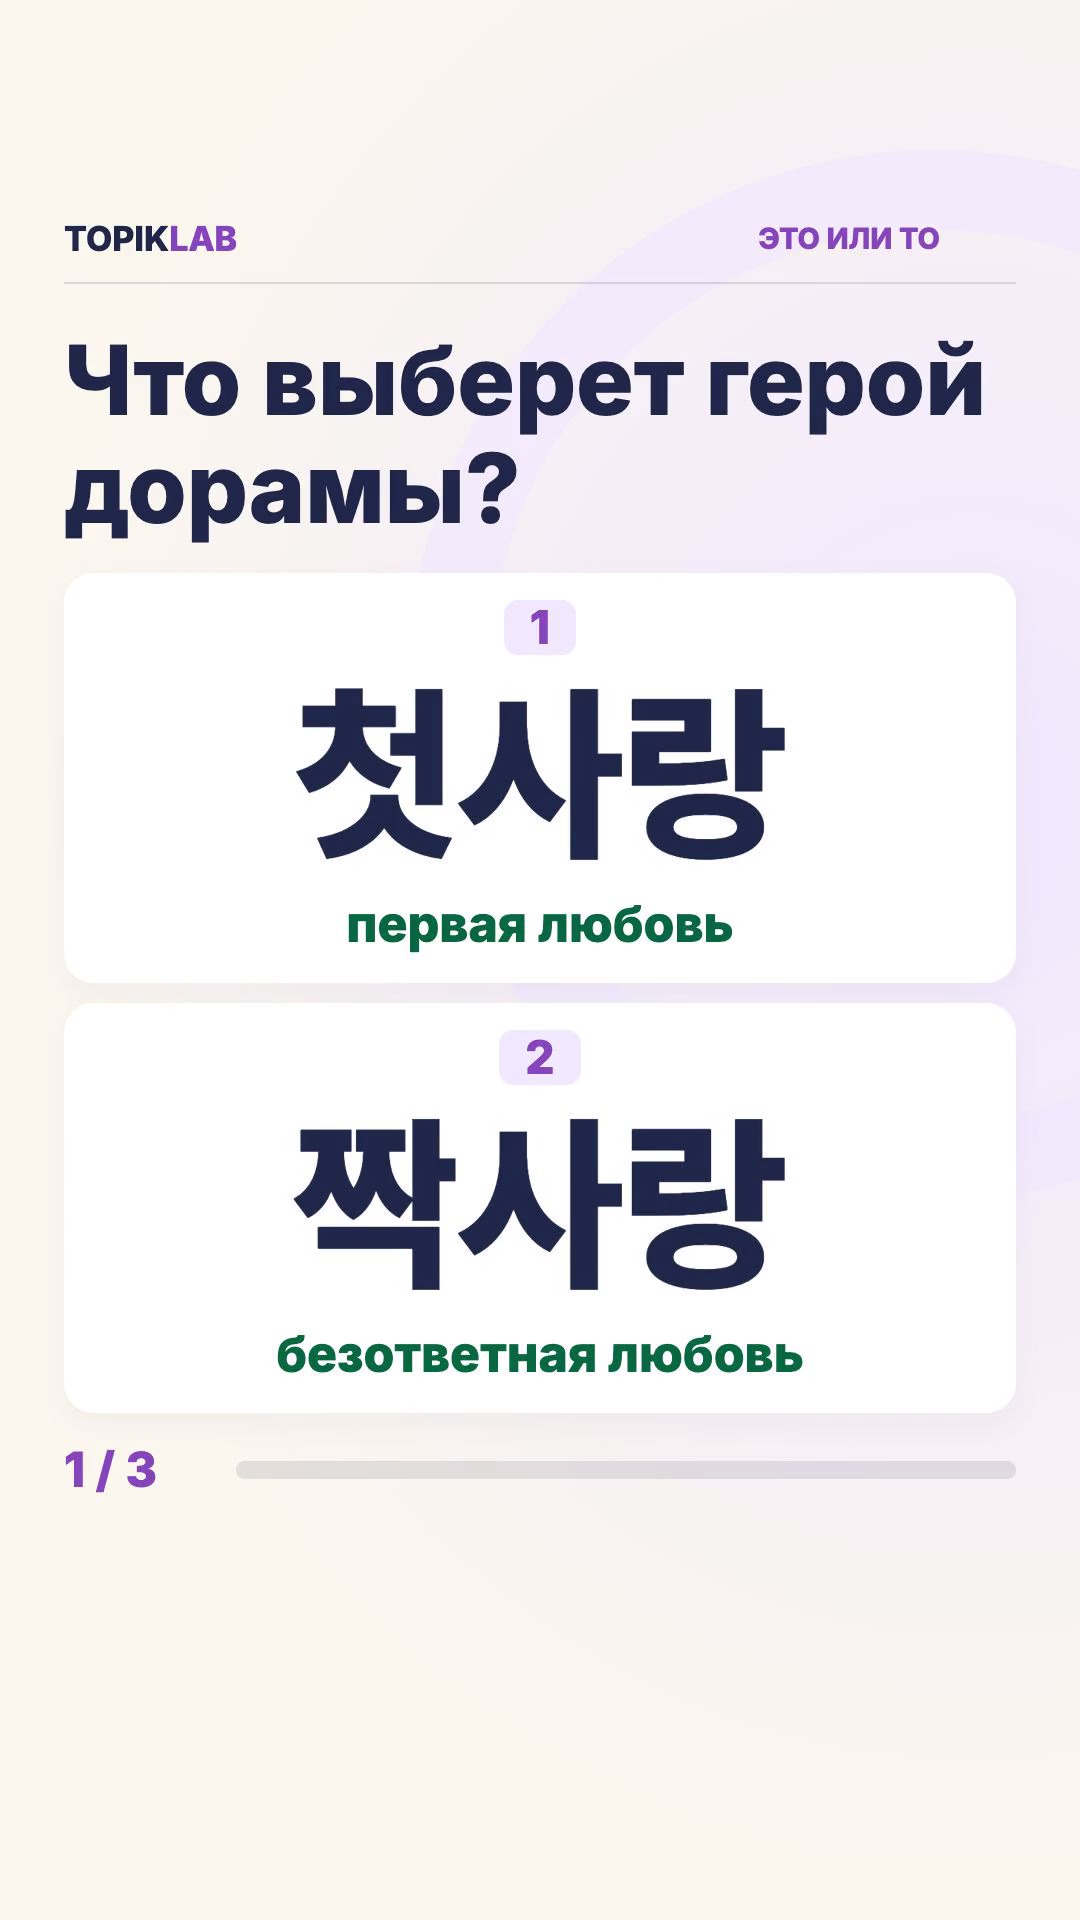 TOPIKLAB
ЭТО ИЛИ ТО
Что выберет герой
дорамы?
1
첫사랑
первая любовь
2
짝사랑
безответная любовь
1 / 3